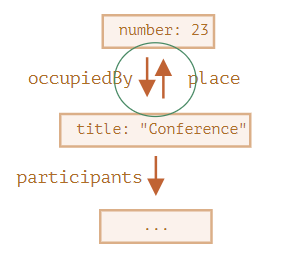 number: 23
occupiedBy place
title: "Conference"
participants
...